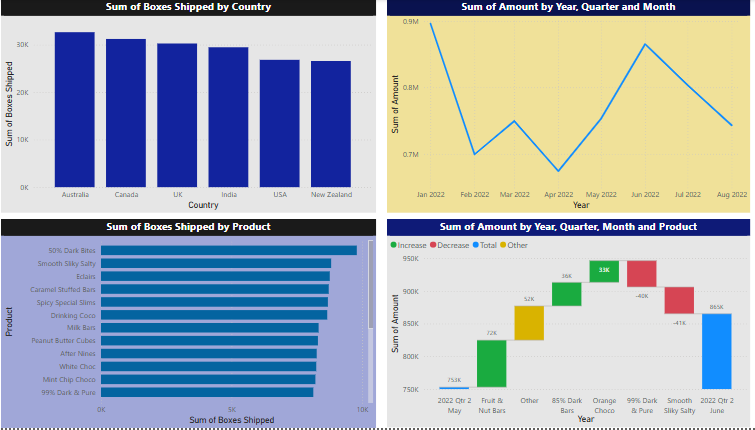 Sum of Boxes Shipped by Country
Sum of Boxes Shipped
30K
20K
10K
0K
Australia
Canada
UK
India
USA
New Zealand
Country
Sum of Amount by Year, Quarter and Month
Sum of Amount
0.9M
0.8M
0.7M
Jan 2022
Feb 2022
Mar 2022
Apr 2022
May 2022
Jun 2022
Jul 2022
Aug 2022
Year
Sum of Boxes Shipped by Product
Product
50% Dark Bites
Smooth Sliky Salty
Eclairs
Caramel Stuffed Bars
Spicy Special Slims
Drinking Coco
Milk Bars
Peanut Butter Cubes
After Nines
White Choc
Mint Chip Choco
99% Dark & Pure
0K
5K
10K
Sum of Boxes Shipped
Sum of Amount by Year, Quarter, Month and Product
Increase
Decrease
Total
Other
Sum of Amount
950K
900K
850K
800K
750K
753K
72K
52K
36K
33K
-40K
-41K
865K
2022 Qtr 2
May
Fruit &
Nut Bars
Other
85% Dark
Bars
Orange
Choco
99% Dark
& Pure
Smooth
Sliky Salty
2022 Qtr 2
June
Year